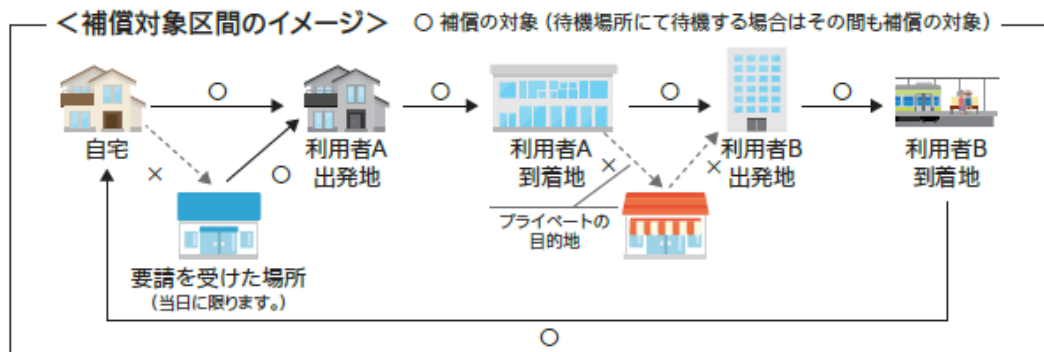 ＜補償対象区間のイメージ＞ ○ 補償の対象（待機場所にて待機する場合はその間も補償の対象）
○ ○ ○ ○
自宅
利用者A
出発地
利用者A
到着地
利用者B
出発地
利用者B
到着地
× ○ × ×
プライベートの
目的地
要請を受けた場所
（当日に限ります。）
○